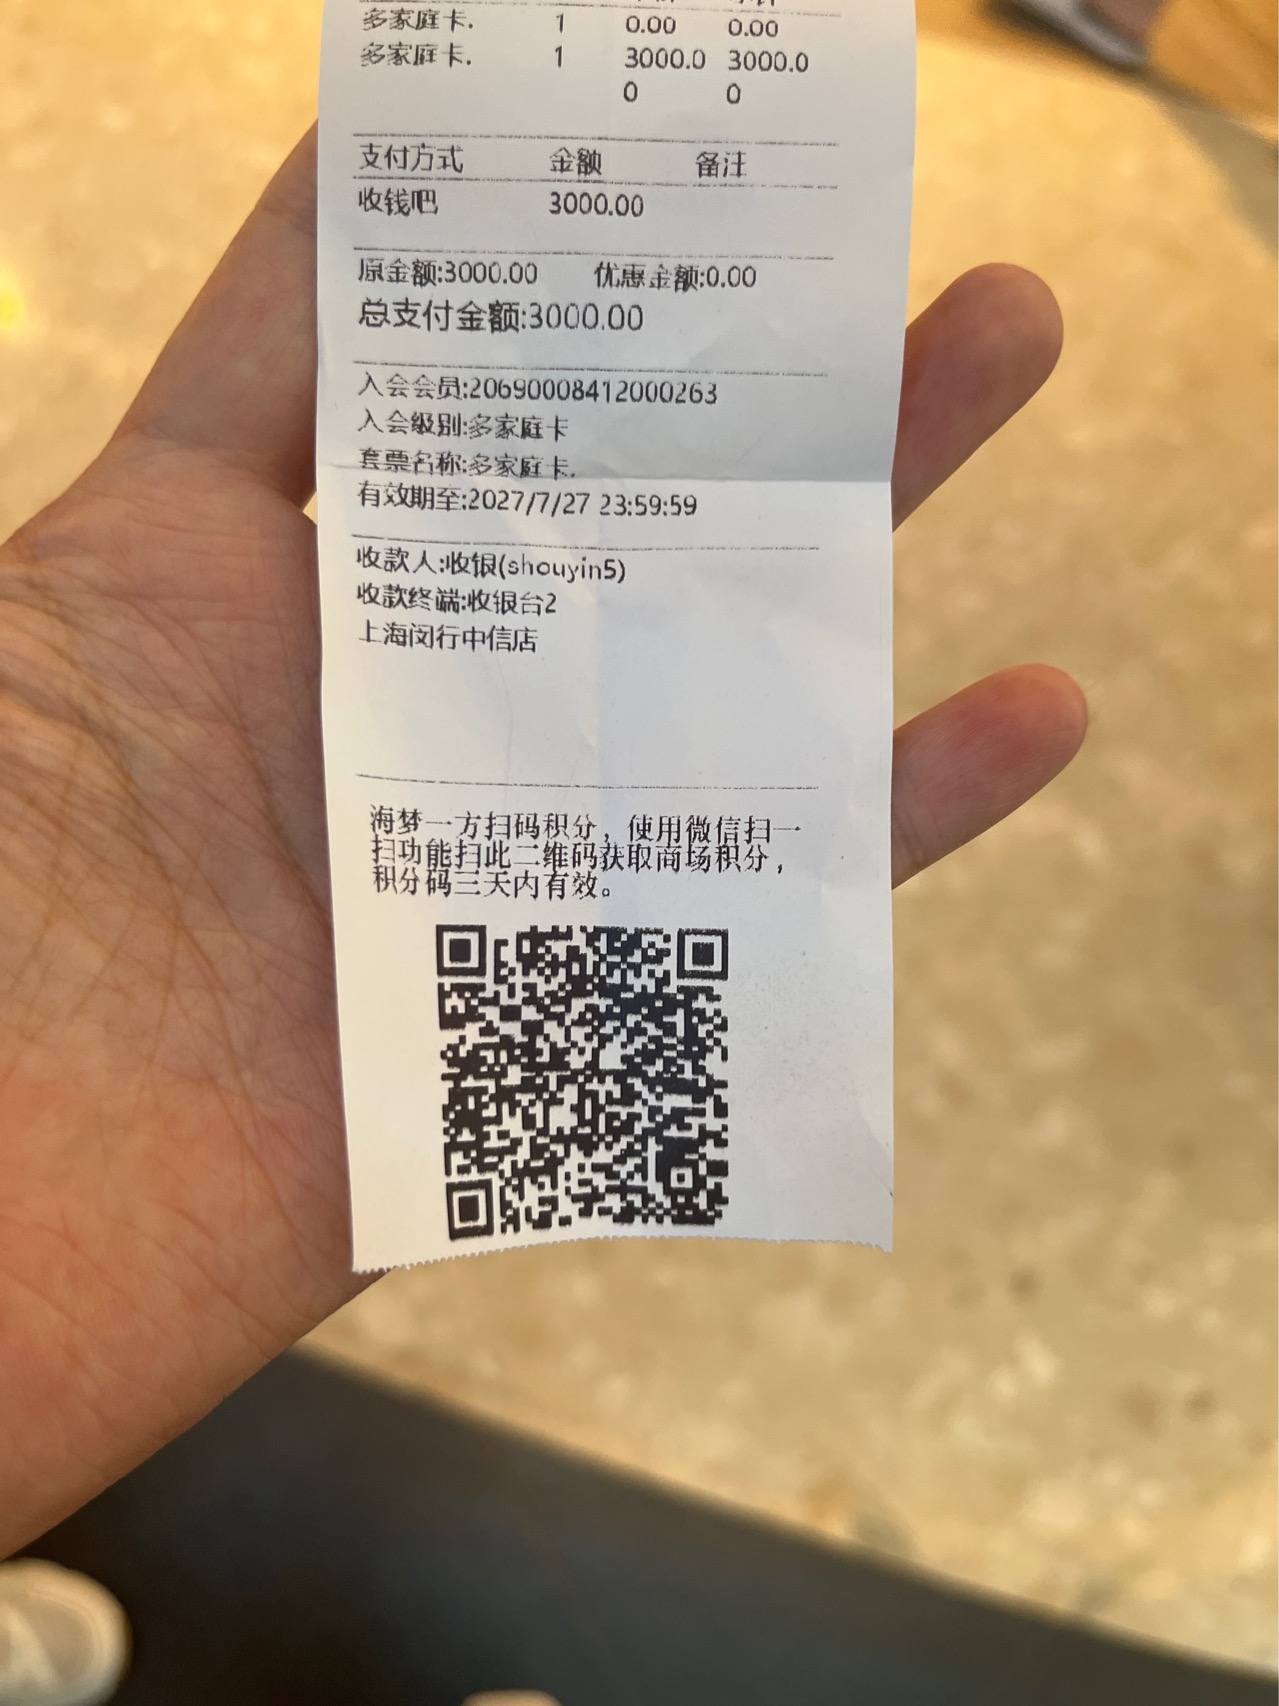 多家庭卡. 1 0.00 0.00
多家庭卡. 1 3000.0 3000.0
0 0
支付方式 金额 备注
收钱吧 3000.00
原金额:3000.00 优惠金额:0.00
总支付金额:3000.00
入会会员:20690008412000263
入会级别:多家庭卡
套票名称:多家庭卡.
有效期至:2027/7/27 23:59:59
收款人:收银(shouyin5)
收款终端:收银台2
上海闵行中信店
海梦一方扫码积分，使用微信扫一
扫功能扫此二维码获取商场积分，
积分码三天内有效。